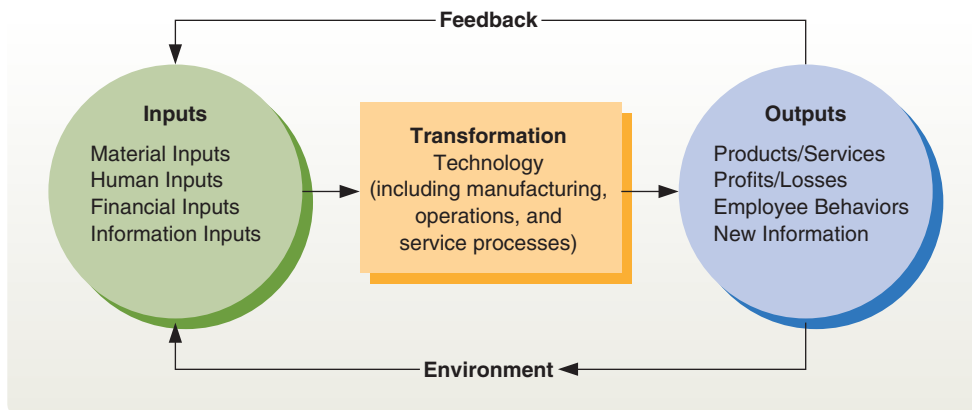 Feedback
Inputs
Material Inputs
Human Inputs
Financial Inputs
Information Inputs
Transformation
Technology
(including manufacturing,
operations, and
service processes)
Outputs
Products/Services
Profits/Losses
Employee Behaviors
New Information
Environment